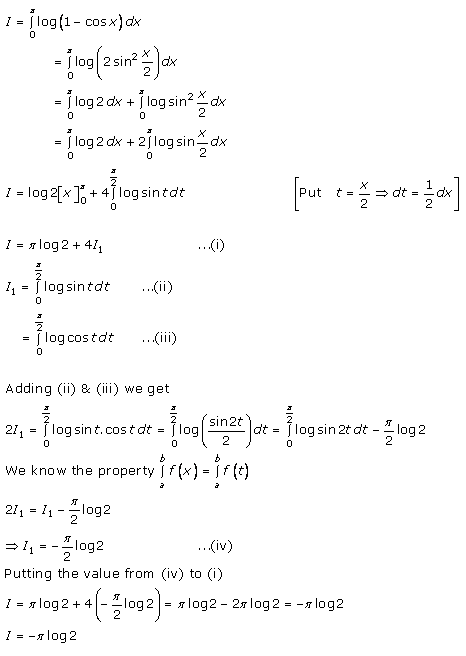 I = ∫₀^π log(1 − cos x) dx
= ∫₀^π log(2 sin² x/2) dx
= ∫₀^π log 2 dx + ∫₀^π log sin² x/2 dx
= ∫₀^π log 2 dx + 2∫₀^π log sin x/2 dx
I = log 2[x]₀^π + 4∫₀^(π/2) log sin t dt [Put t = x/2 ⇒ dt = 1/2 dx]
I = π log 2 + 4I₁ ...(i)
I₁ = ∫₀^(π/2) log sin t dt ...(ii)
= ∫₀^(π/2) log cos t dt ...(iii)
Adding (ii) & (iii) we get
2I₁ = ∫₀^(π/2) log sin t. cos t dt = ∫₀^(π/2) log(sin 2t/2) dt = ∫₀^(π/2) log sin 2t dt − π/2 log 2
We know the property ∫ₐ^b f(x) = ∫ₐ^b f(t)
2I₁ = I₁ − π/2 log 2
⇒ I₁ = −π/2 log 2 ...(iv)
Putting the value from (iv) to (i)
I = π log 2 + 4(−π/2 log 2) = π log 2 − 2π log 2 = −π log 2
I = −π log 2